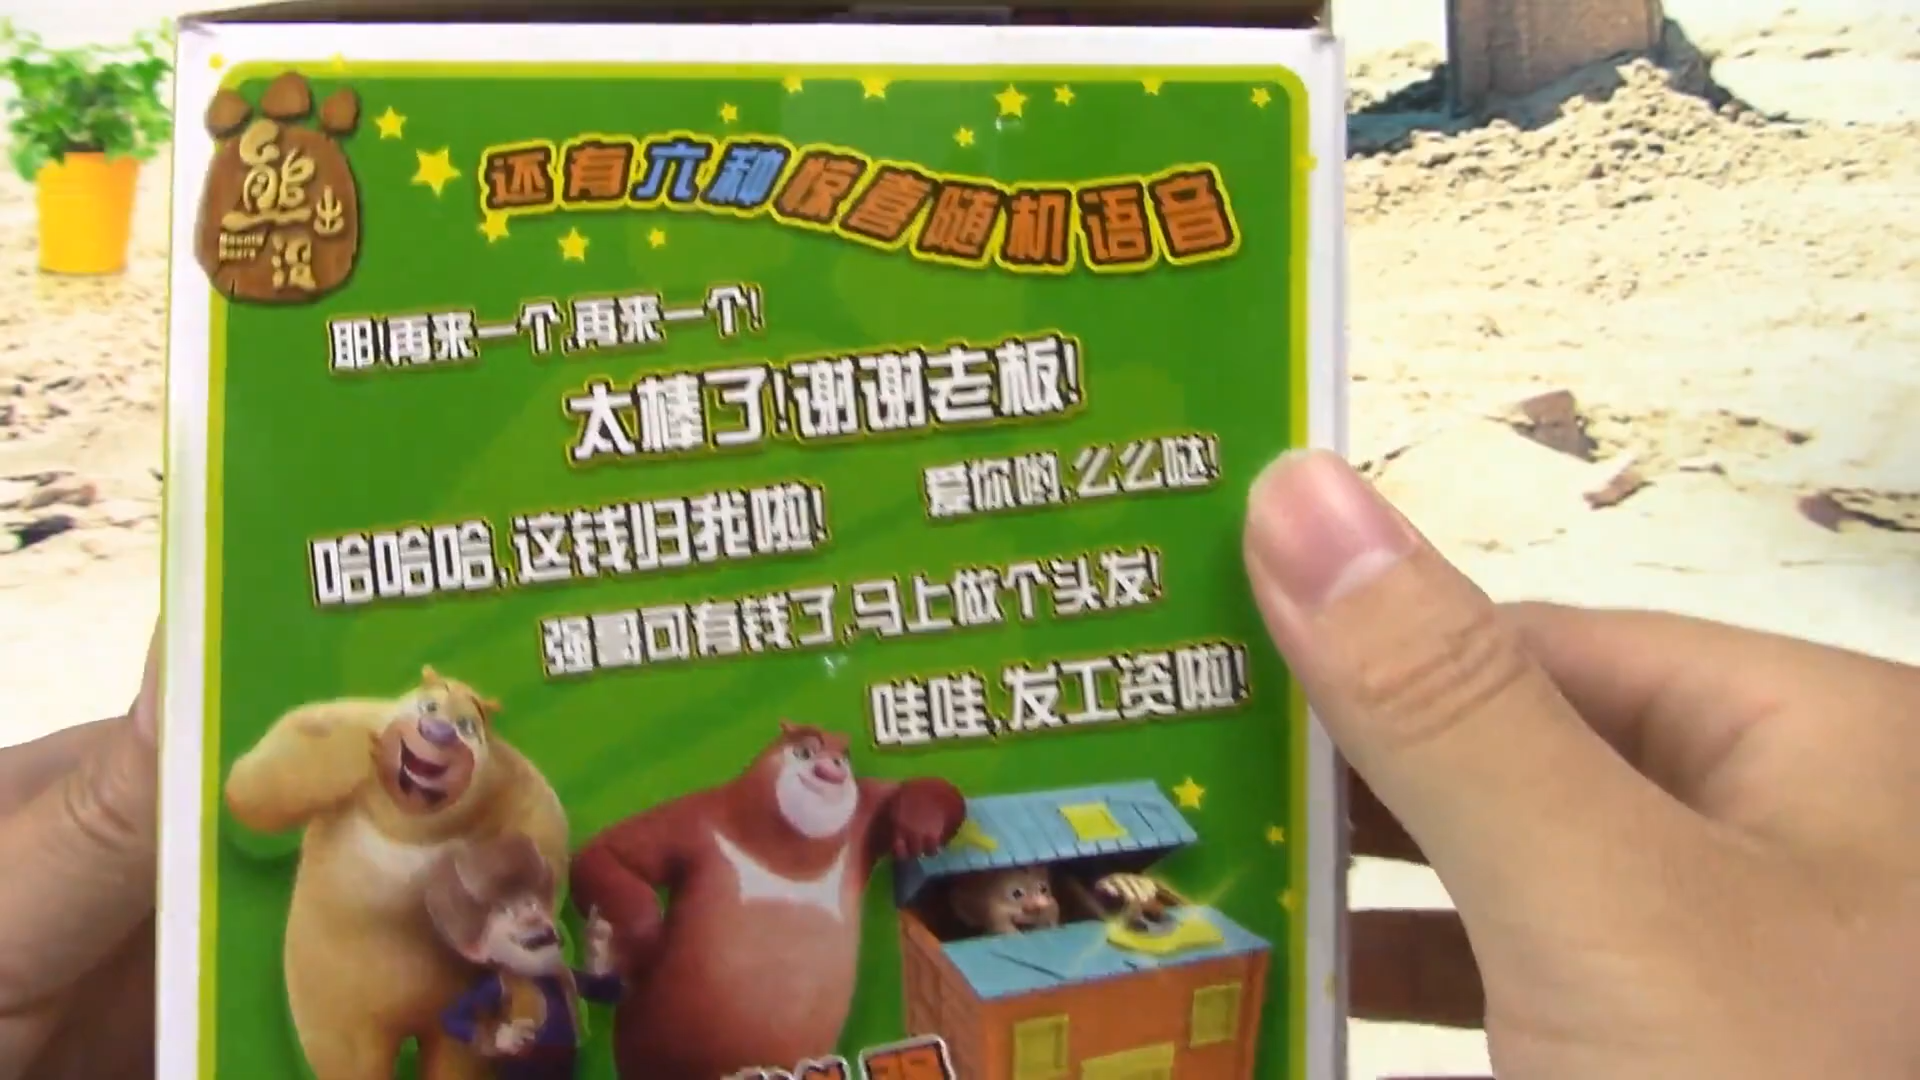 熊出没
Boonie Bears
还有六种惊喜随机语音
耶!再来一个,再来一个!
太棒了!谢谢老板!
爱你哟,么么哒!
哈哈哈,这钱归我啦!
强哥可有钱了,马上做个头发!
哇哇,发工资啦!